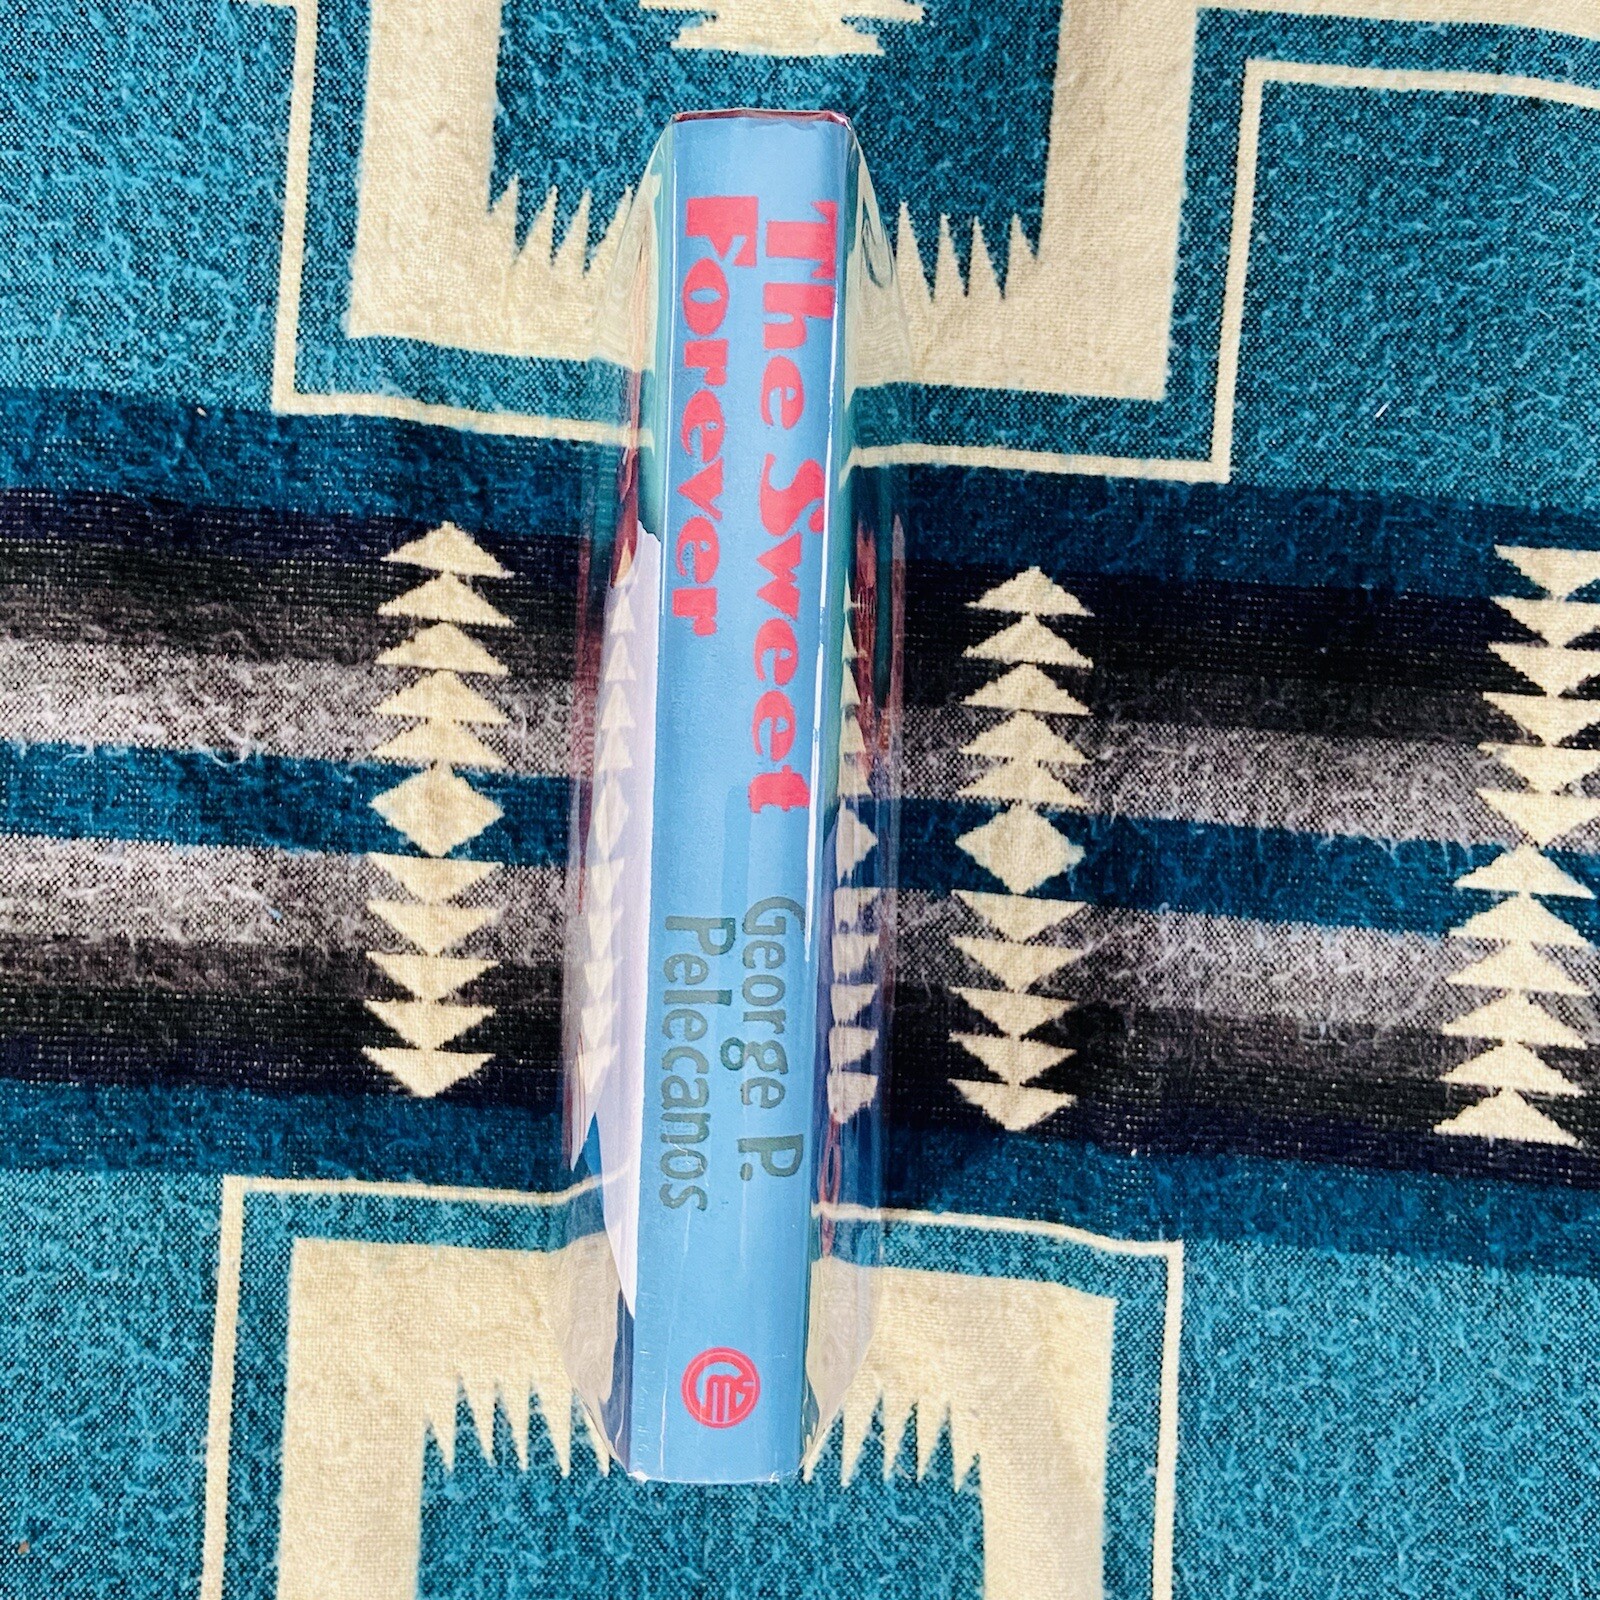 The Sweet
Forever
George P.
Pelecanos